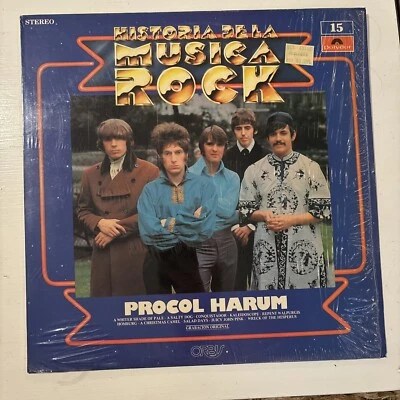 STEREO
HISTORIA DE LA
MUSICA
ROCK
15
PROCOL HARUM
A WHITER SHADE OF PALE · A SALTY DOG · CONQUISTADOR · KALEIDOSCOPE · REPENT WALPURGIS
HOMBURG · A CHRISTMAS CAMEL · SALAD DAYS · JUICY JOHN PINK · WRECK OF THE HESPERUS
GRABACION ORIGINAL
ORBIS